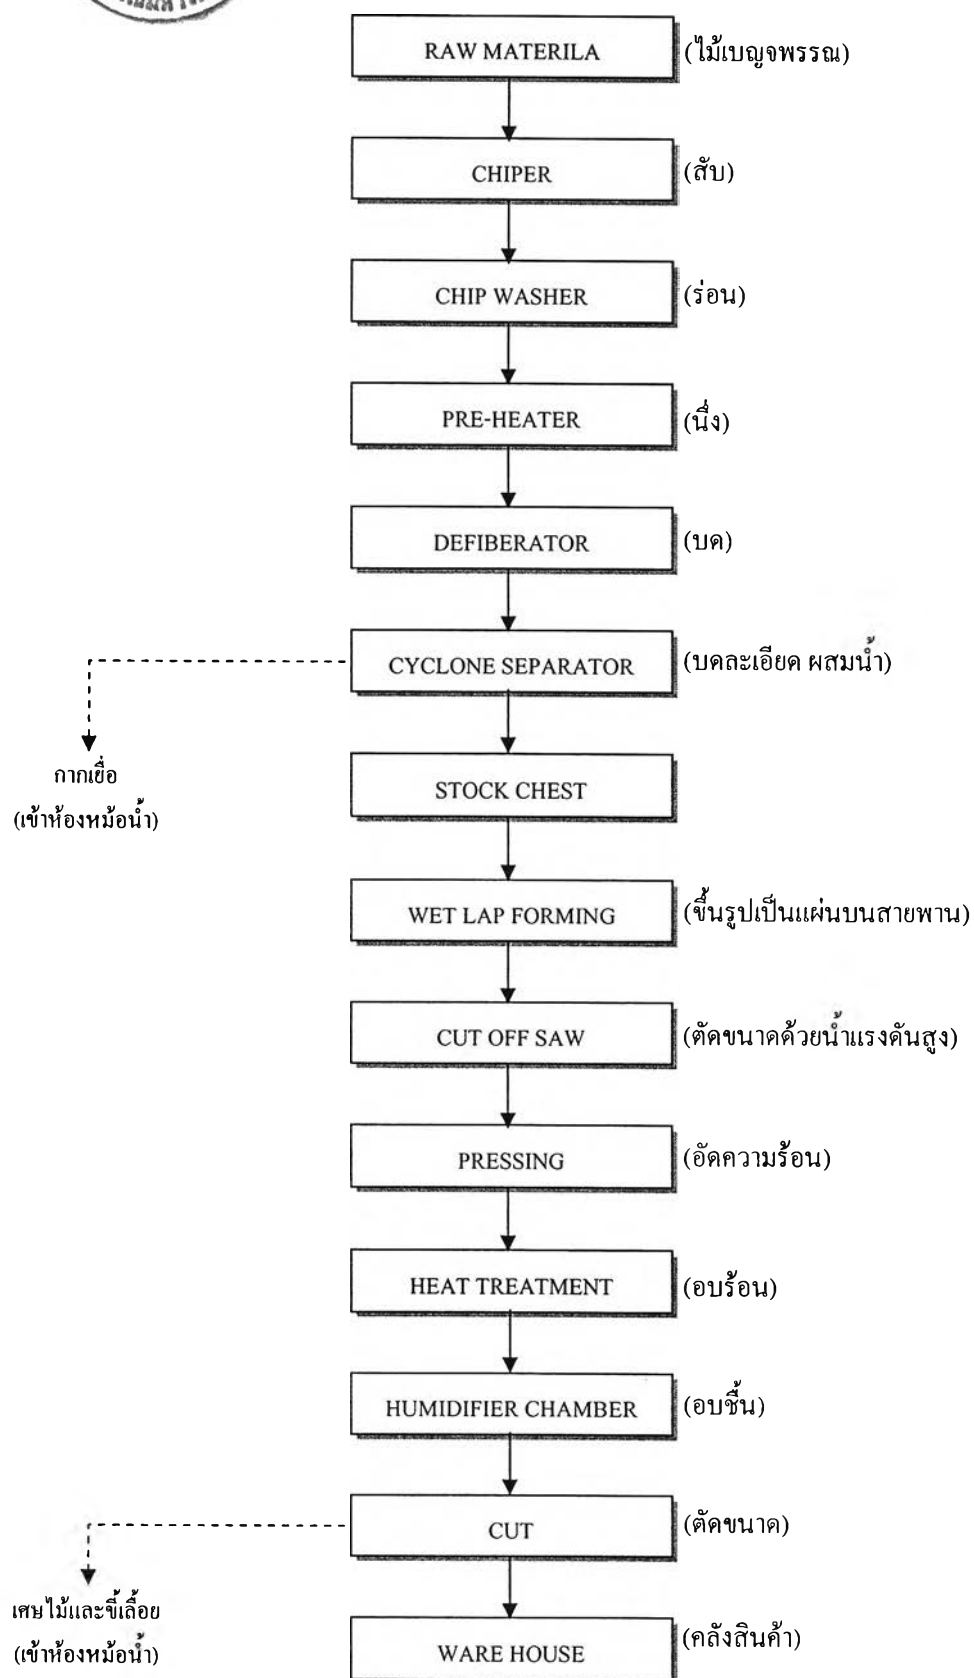 RAW MATERILA (ไม้เบญจพรรณ)
CHIPER (สับ)
CHIP WASHER (ร่อน)
PRE-HEATER (นึ่ง)
DEFIBERATOR (บด)
CYCLONE SEPARATOR (บดละเอียด ผสมน้ำ)
กากเยื่อ
(เข้าห้องหม้อน้ำ)
STOCK CHEST
WET LAP FORMING (ขึ้นรูปเป็นแผ่นบนสายพาน)
CUT OFF SAW (ตัดขนาดด้วยน้ำแรงดันสูง)
PRESSING (อัดความร้อน)
HEAT TREATMENT (อบร้อน)
HUMIDIFIER CHAMBER (อบชื้น)
CUT (ตัดขนาด)
เศษไม้และขี้เลื้อย
(เข้าห้องหม้อน้ำ)
WARE HOUSE (คลังสินค้า)